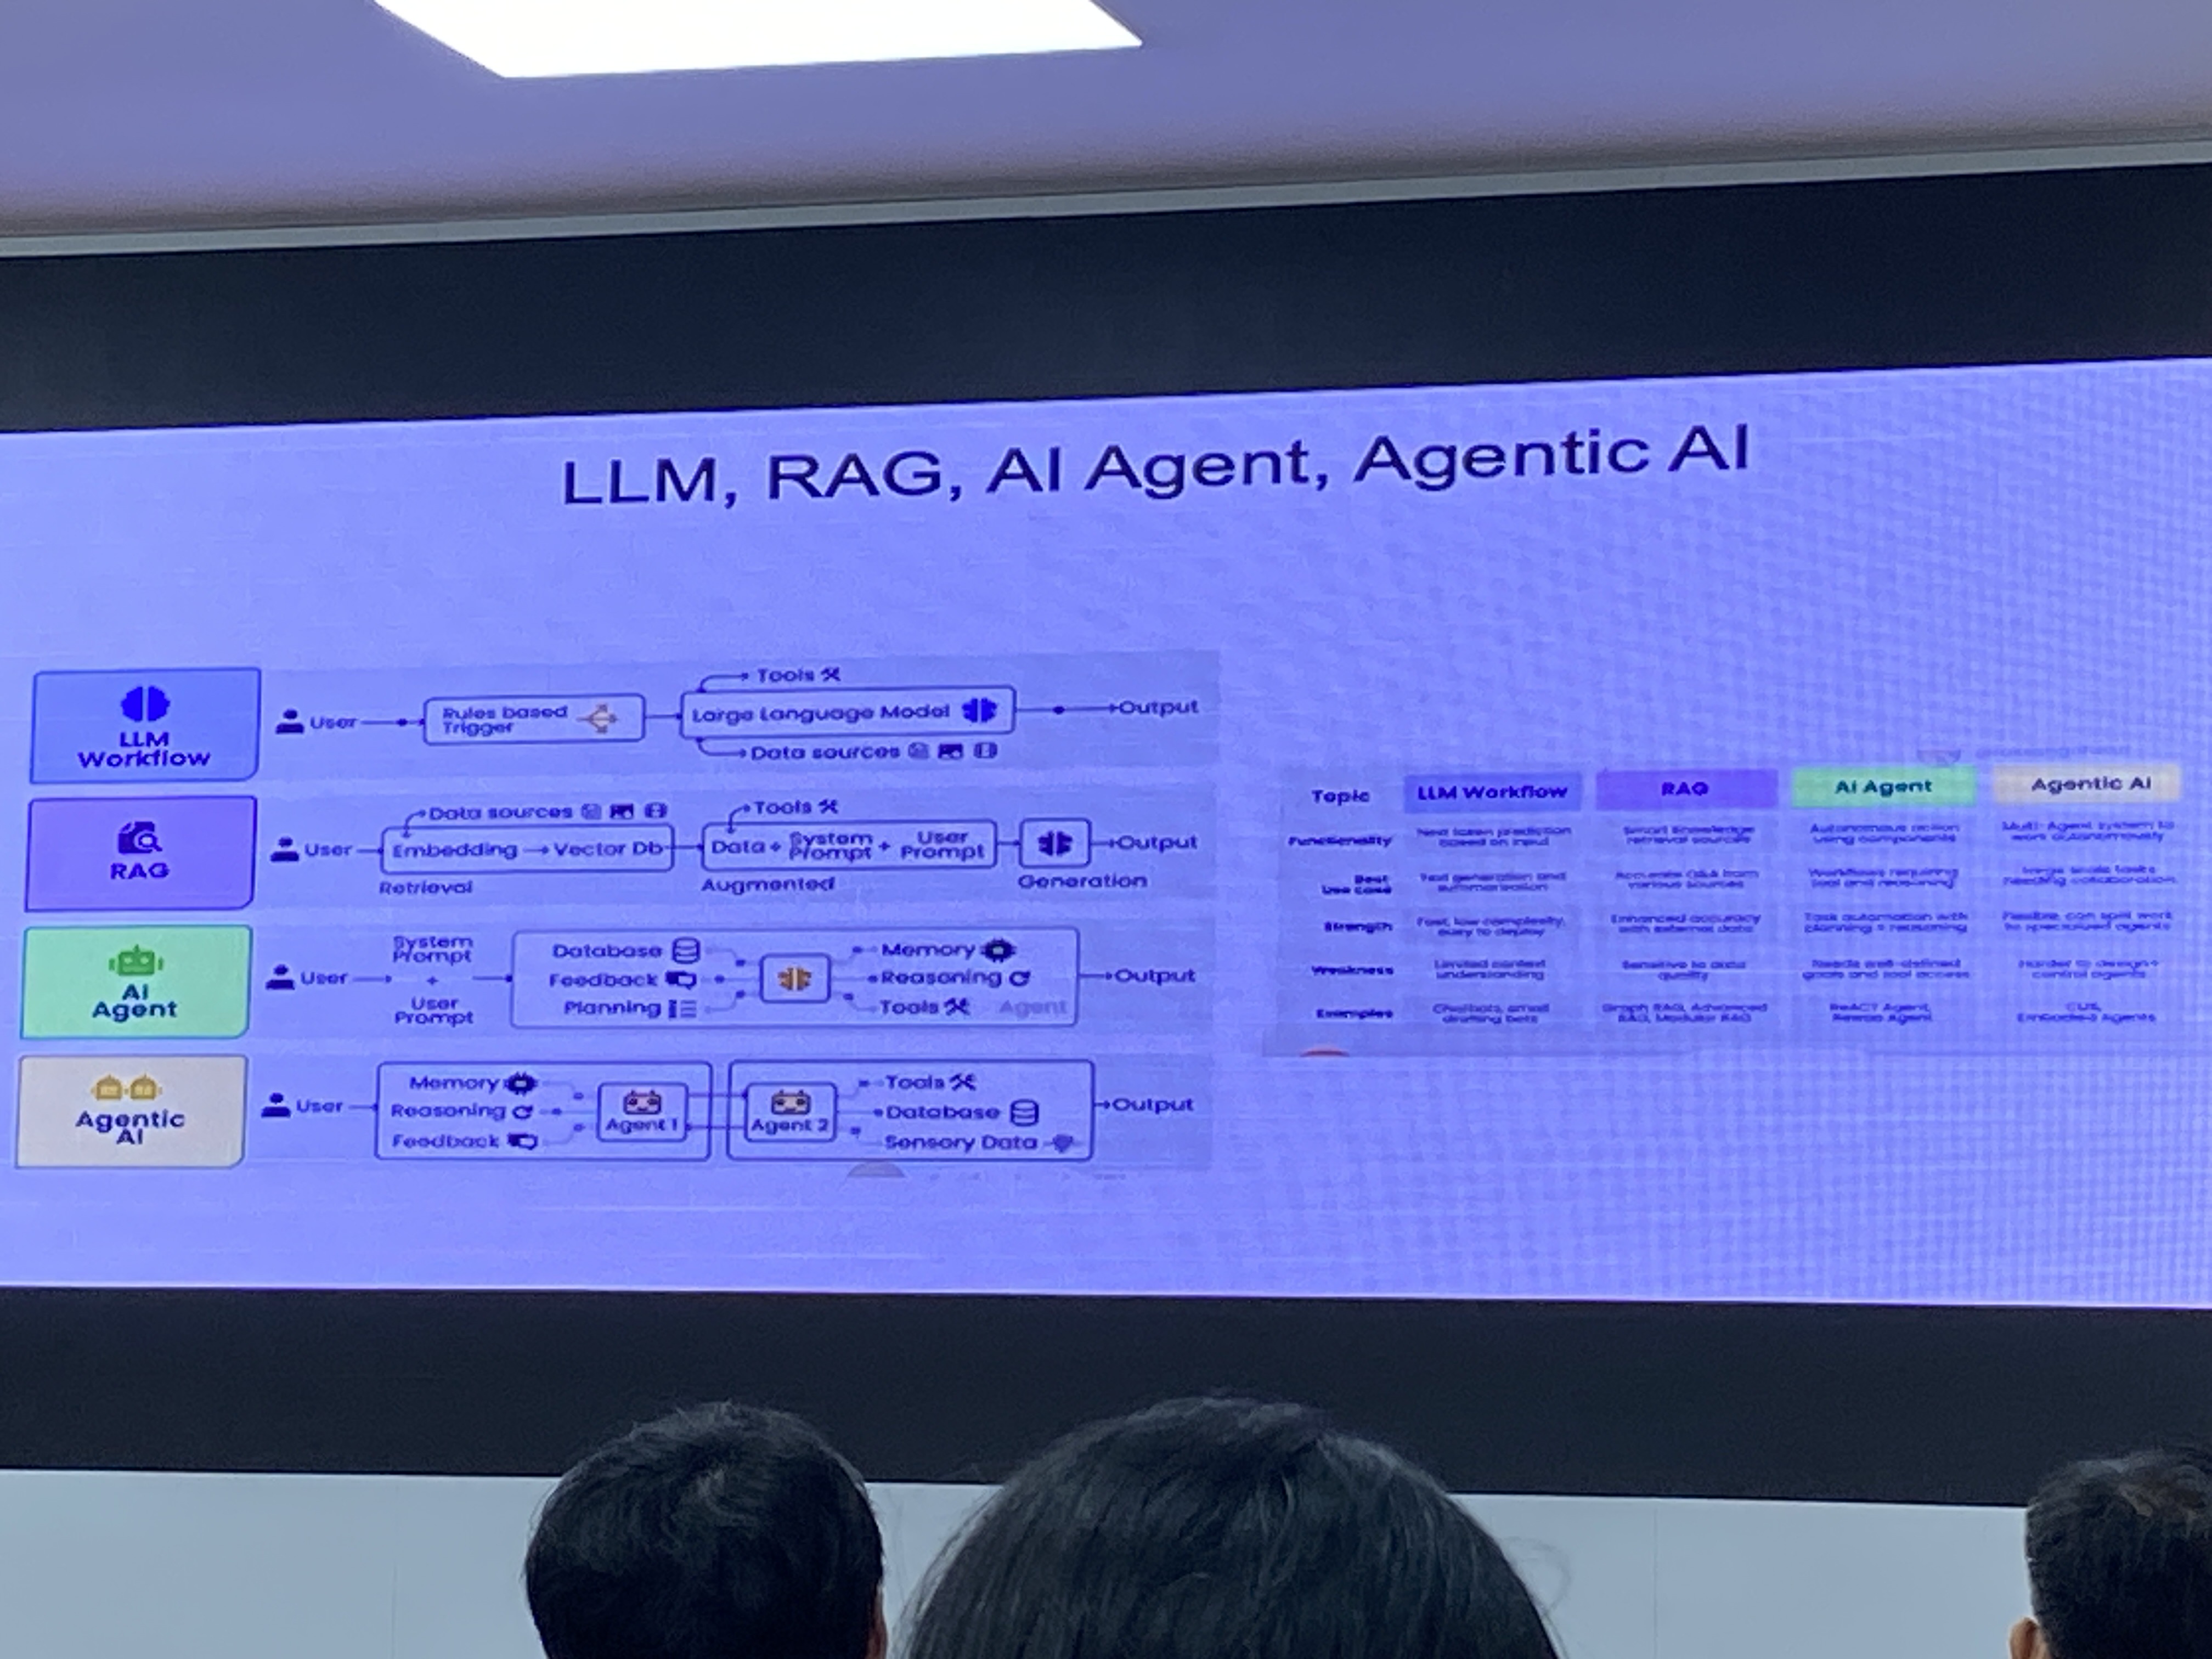 LLM, RAG, AI Agent, Agentic AI
LLM
Workflow
User
Rules based
Trigger
Tools
Large Language Model
Data sources
Output
RAG
User
Data sources
Embedding → Vector Db
Retrieval
Tools
Data + System Prompt + User Prompt
Augmented
Generation
Output
AI
Agent
User
System
Prompt
+
User
Prompt
Database
Feedback
Planning
Memory
Reasoning
Tools
Agent
Output
Agentic
AI
User
Memory
Reasoning
Feedback
Agent 1
Agent 2
Tools
Database
Sensory Data
Output
Topic
LLM Workflow
RAG
AI Agent
Agentic AI
Functionality
Next token prediction
based on input
Smart knowledge
retrieval sources
Autonomous action
using components
Multi-Agent system to
work autonomously
Best
Use Case
Text generation and
summarisation
Accurate Q&A from
various sources
Workflows requiring
tool and reasoning
Large scale tasks
needing collaboration
Strength
Fast, low complexity,
easy to deploy
Enhanced accuracy
with external data
Task automation with
planning + reasoning
Flexible, can split work
to specialized agents
Weakness
Limited context
understanding
Sensitive to data
quality
Needs well-defined
goals and tool access
Harder to design +
control agents
Examples
Chatbots, email
drafting bots
Graph RAG, Advanced
RAG, Modular RAG
ReACT Agent,
Agent
Agents